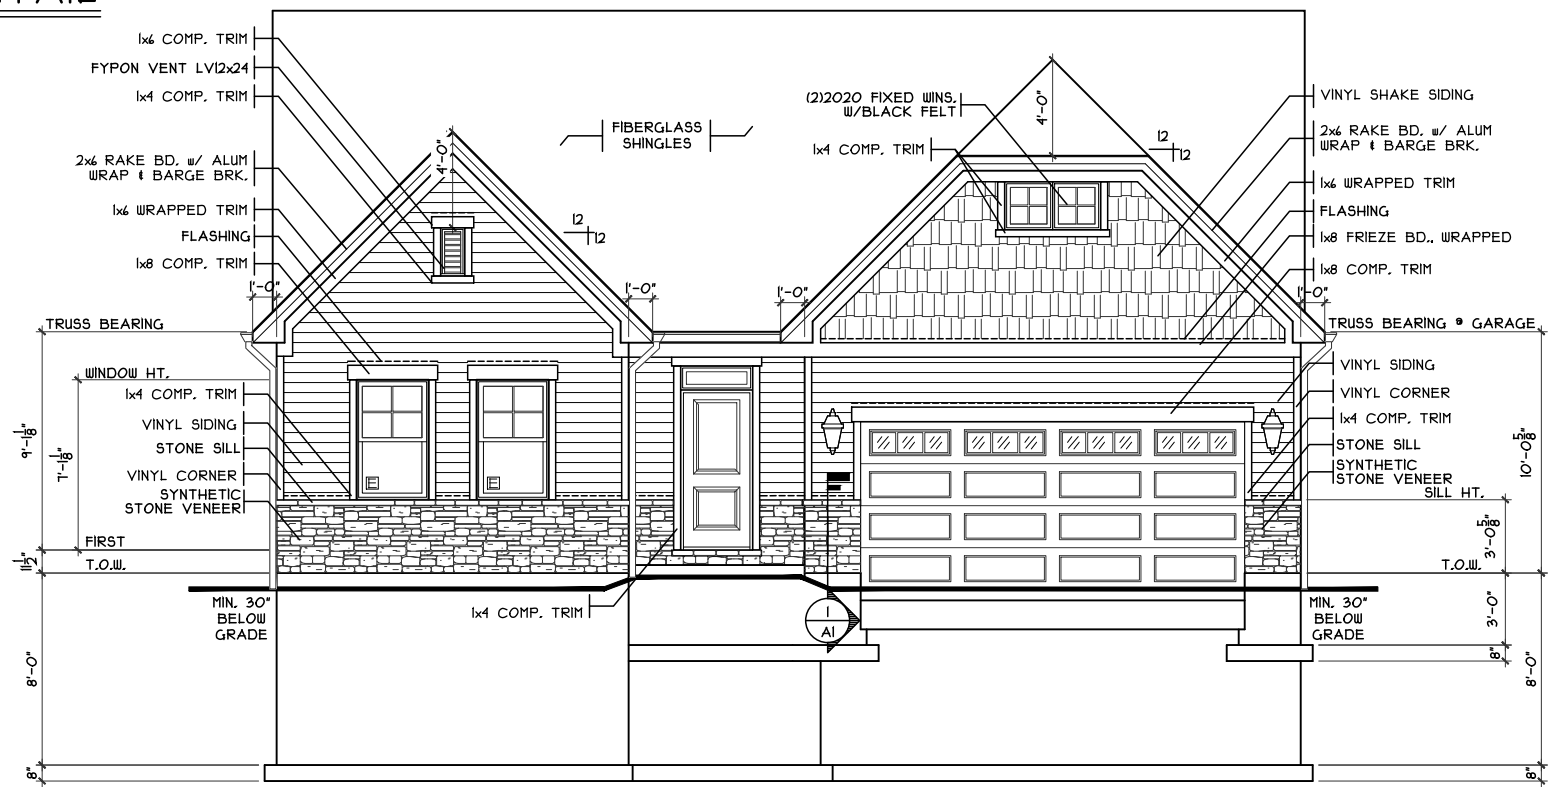 1x6 COMP. TRIM
FYPON VENT LV12x24
1x4 COMP. TRIM
2x6 RAKE BD. w/ ALUM
WRAP & BARGE BRK.
1x6 WRAPPED TRIM
FLASHING
1x8 COMP. TRIM
1'-0"
TRUSS BEARING
WINDOW HT.
1x4 COMP. TRIM
VINYL SIDING
STONE SILL
VINYL CORNER
SYNTHETIC
STONE VENEER
FIRST
T.O.W.
9'-1 1/8"
7'-1 1/8"
11 1/2"
8'-0"
8"
MIN. 30"
BELOW
GRADE
4'-0"
12
12
1'-0"
E
E
FIBERGLASS
SHINGLES
1x4 COMP. TRIM
(2)2020 FIXED WINS.
W/BLACK FELT
1x4 COMP. TRIM
4'-0"
12
12
1'-0"
1'-0"
1
A1
VINYL SHAKE SIDING
2x6 RAKE BD. w/ ALUM
WRAP & BARGE BRK.
1x6 WRAPPED TRIM
FLASHING
1x8 FRIEZE BD., WRAPPED
1x8 COMP. TRIM
TRUSS BEARING @ GARAGE
VINYL SIDING
VINYL CORNER
1x4 COMP. TRIM
STONE SILL
SYNTHETIC
STONE VENEER
SILL HT.
T.O.W.
10'-0 5/8"
3'-0 5/8"
3'-0"
8"
8'-0"
8"
MIN. 30"
BELOW
GRADE